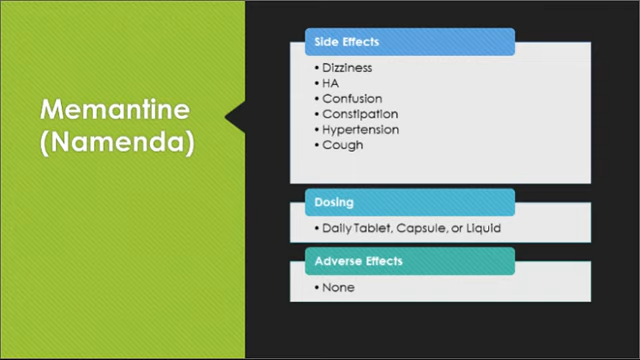 Memantine
(Namenda)
Side Effects
• Dizziness
• HA
• Confusion
• Constipation
• Hypertension
• Cough
Dosing
• Daily Tablet, Capsule, or Liquid
Adverse Effects
• None